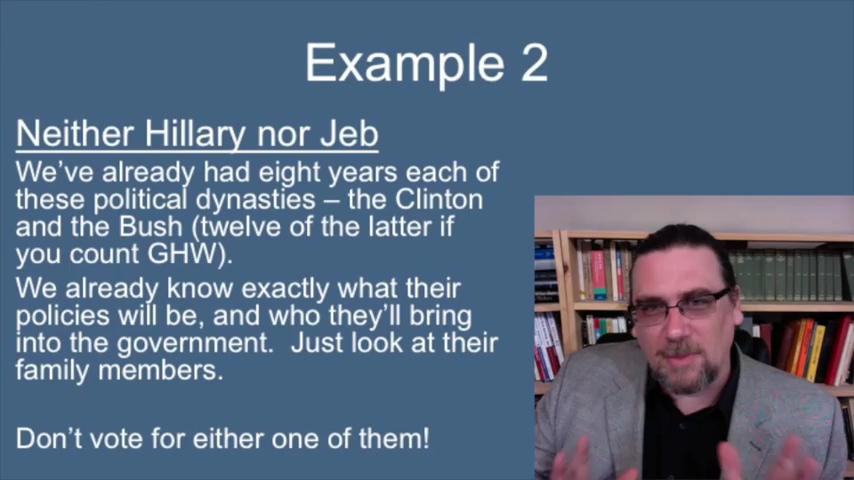 Example 2
Neither Hillary nor Jeb
We've already had eight years each of
these political dynasties – the Clinton
and the Bush (twelve of the latter if
you count GHW).
We already know exactly what their
policies will be, and who they'll bring
into the government.  Just look at their
family members.
Don't vote for either one of them!